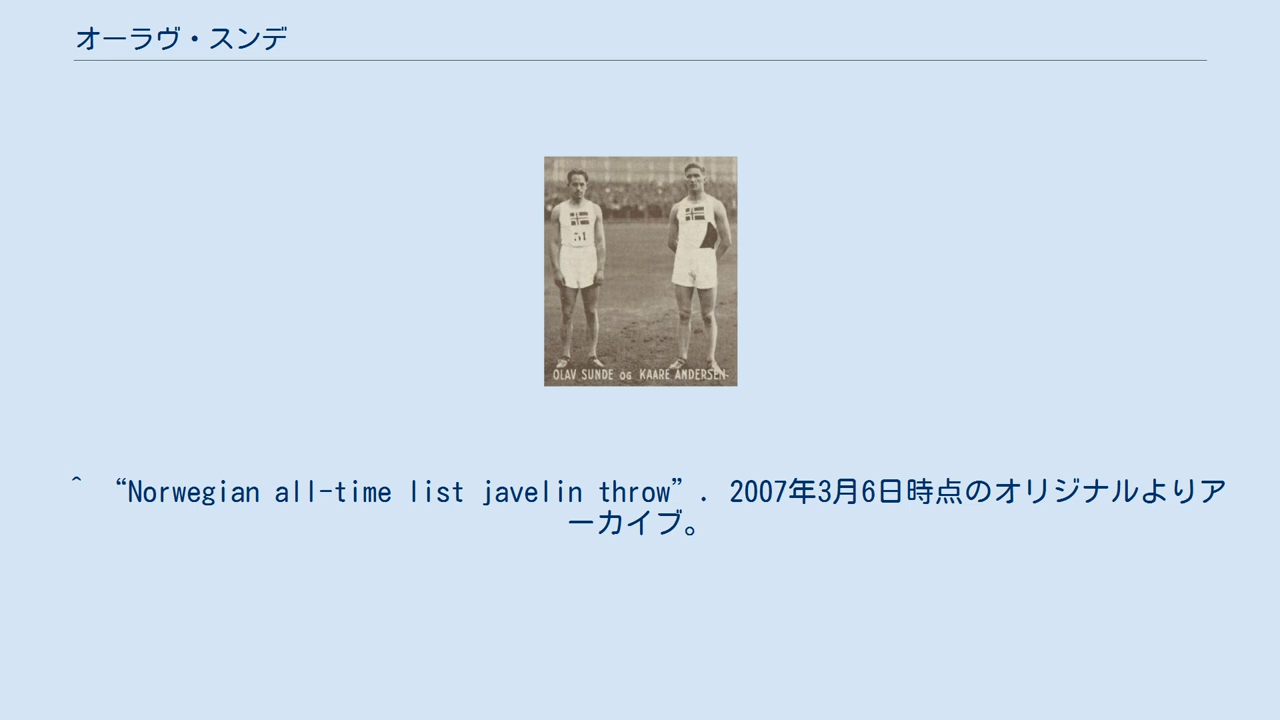 オーラヴ・スンデ
31
OLAV SUNDE OG KAARE ANDERSEN
^ “Norwegian all-time list javelin throw”. 2007年3月6日時点のオリジナルよりア
ーカイブ。